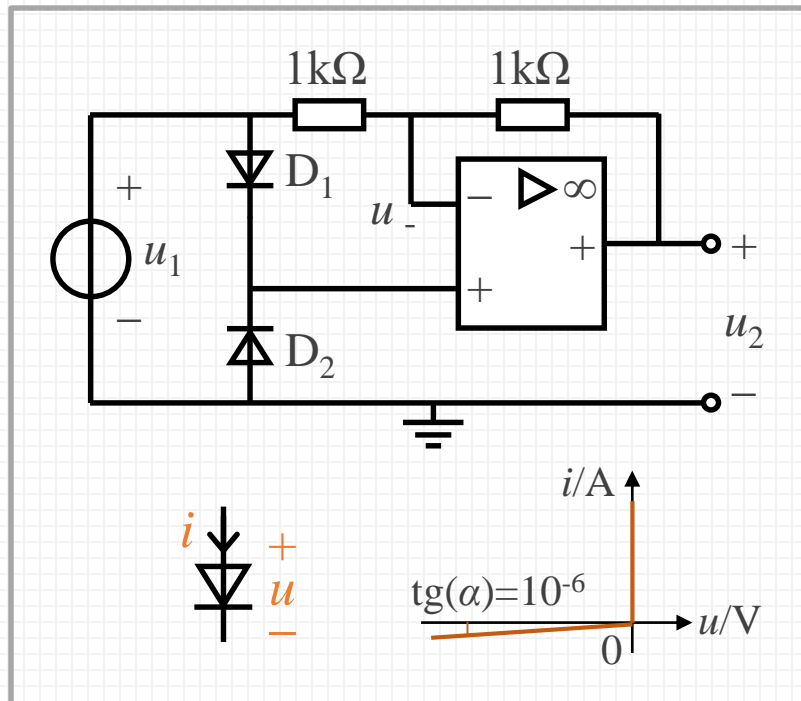 1kΩ 1kΩ
D₁
∞
+
u₁
−
u₋
−
+
+
+
u₂
−
D₂
i/A
i
+
u
−
tg(α)=10⁻⁶
u/V
0